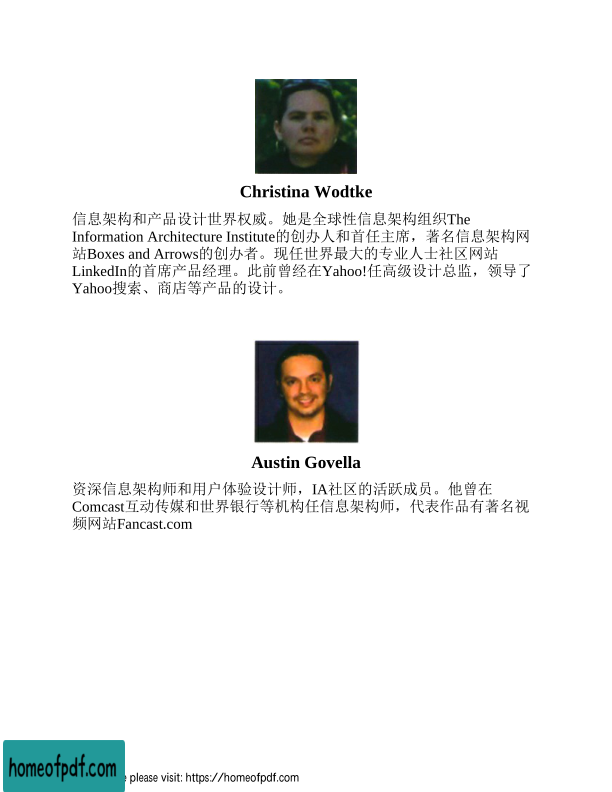 Christina Wodtke
信息架构和产品设计世界权威。她是全球性信息架构组织The
Information Architecture Institute的创办人和首任主席，著名信息架构网
站Boxes and Arrows的创办者。现任世界最大的专业人士社区网站
LinkedIn的首席产品经理。此前曾经在Yahoo!任高级设计总监，领导了
Yahoo搜索、商店等产品的设计。
Austin Govella
资深信息架构师和用户体验设计师，IA社区的活跃成员。他曾在
Comcast互动传媒和世界银行等机构任信息架构师，代表作品有著名视
频网站Fancast.com
homeofpdf.com
please visit: https://homeofpdf.com